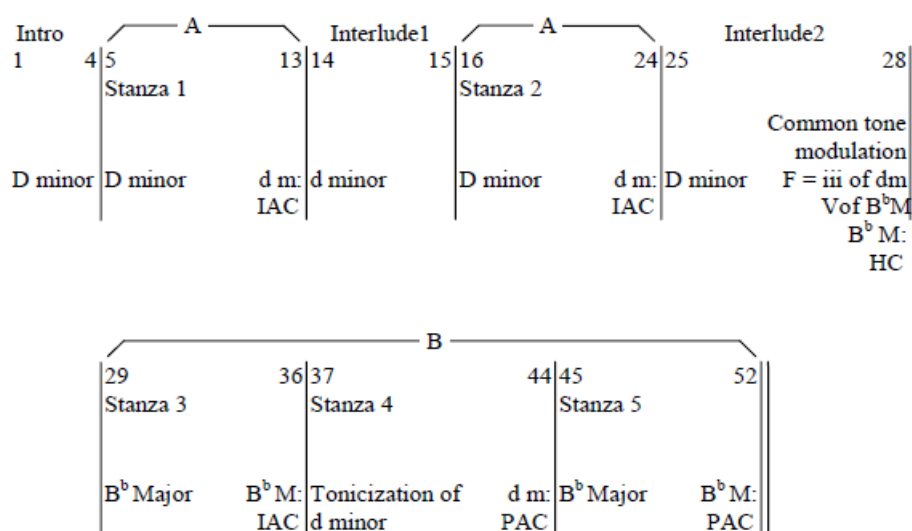 Intro A Interlude1 A Interlude2
1 4 5 13 14 15 16 24 25 28
Stanza 1 Stanza 2
Common tone
modulation
D minor D minor d m: d minor D minor d m: D minor F = iii of dm
IAC IAC Vof B♭M
B♭ M:
HC
B
29 36 37 44 45 52
Stanza 3 Stanza 4 Stanza 5
B♭ Major B♭ M: Tonicization of d m: B♭ Major B♭ M:
IAC d minor PAC PAC